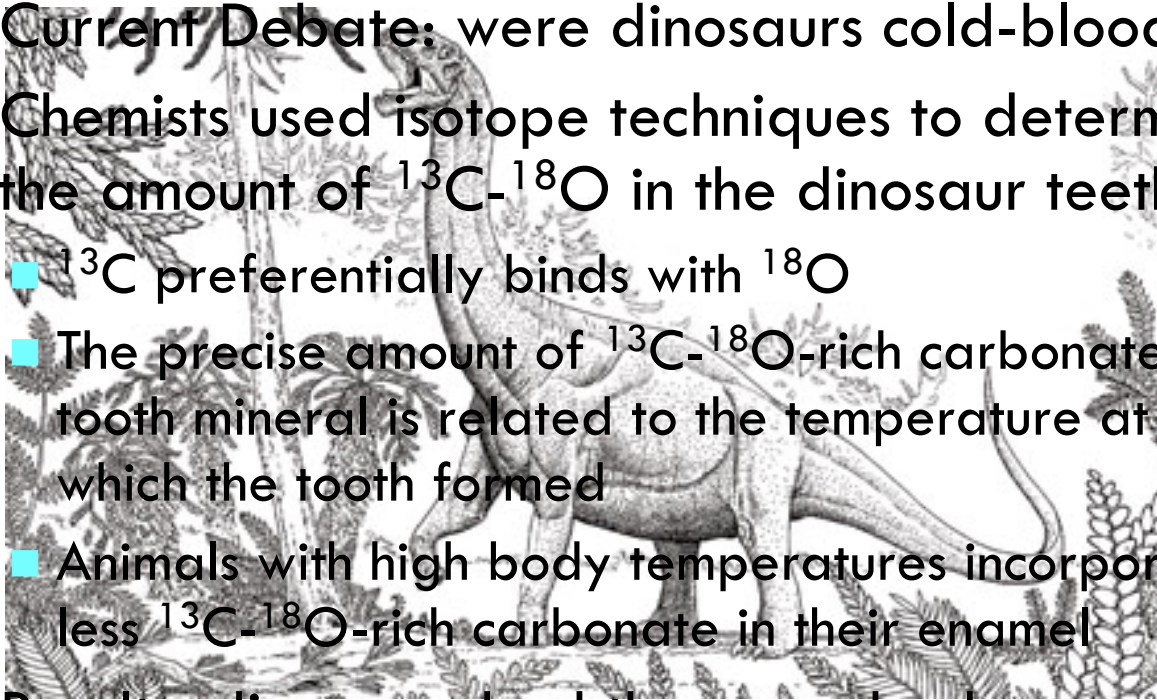 Current Debate: were dinosaurs cold-blood
Chemists used isotope techniques to determ
the amount of ¹³C-¹⁸O in the dinosaur teeth
¹³C preferentially binds with ¹⁸O
The precise amount of ¹³C-¹⁸O-rich carbonate
tooth mineral is related to the temperature at
which the tooth formed
Animals with high body temperatures incorpor
less ¹³C-¹⁸O-rich carbonate in their enamel